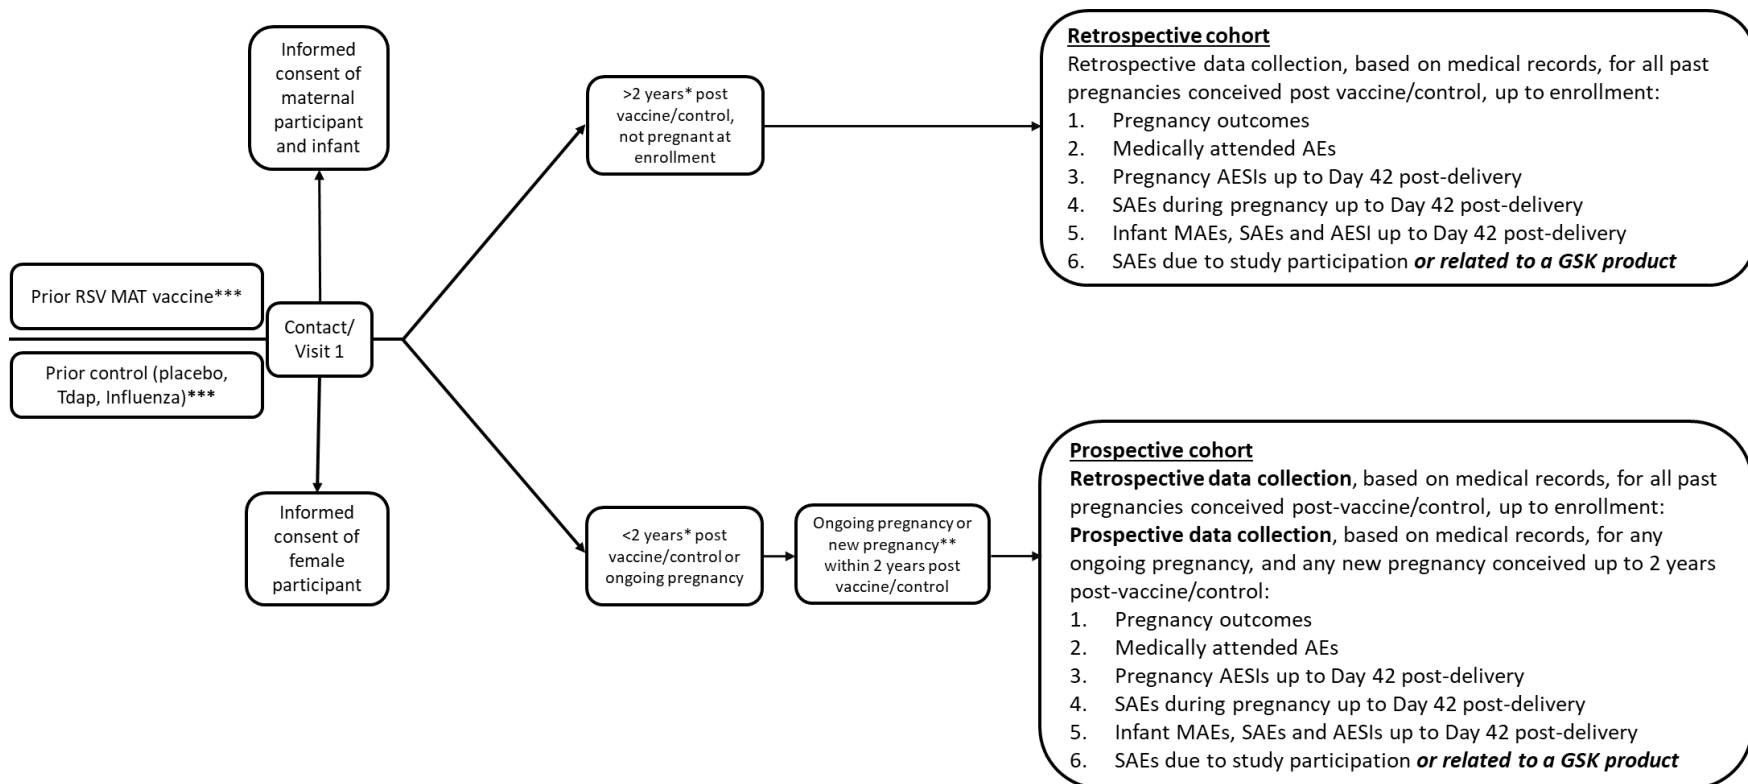 Informed
consent of
maternal
participant
and infant
Prior RSV MAT vaccine***
Prior control (placebo,
Tdap, Influenza)***
Contact/
Visit 1
Informed
consent of
female
participant
>2 years* post
vaccine/control,
not pregnant at
enrollment
Retrospective cohort
Retrospective data collection, based on medical records, for all past
pregnancies conceived post vaccine/control, up to enrollment:
1. Pregnancy outcomes
2. Medically attended AEs
3. Pregnancy AESIs up to Day 42 post-delivery
4. SAEs during pregnancy up to Day 42 post-delivery
5. Infant MAEs, SAEs and AESI up to Day 42 post-delivery
6. SAEs due to study participation or related to a GSK product
<2 years* post
vaccine/control or
ongoing pregnancy
Ongoing pregnancy or
new pregnancy**
within 2 years post
vaccine/control
Prospective cohort
Retrospective data collection, based on medical records, for all past
pregnancies conceived post-vaccine/control, up to enrollment:
Prospective data collection, based on medical records, for any
ongoing pregnancy, and any new pregnancy conceived up to 2 years
post-vaccine/control:
1. Pregnancy outcomes
2. Medically attended AEs
3. Pregnancy AESIs up to Day 42 post-delivery
4. SAEs during pregnancy up to Day 42 post-delivery
5. Infant MAEs, SAEs and AESIs up to Day 42 post-delivery
6. SAEs due to study participation or related to a GSK product